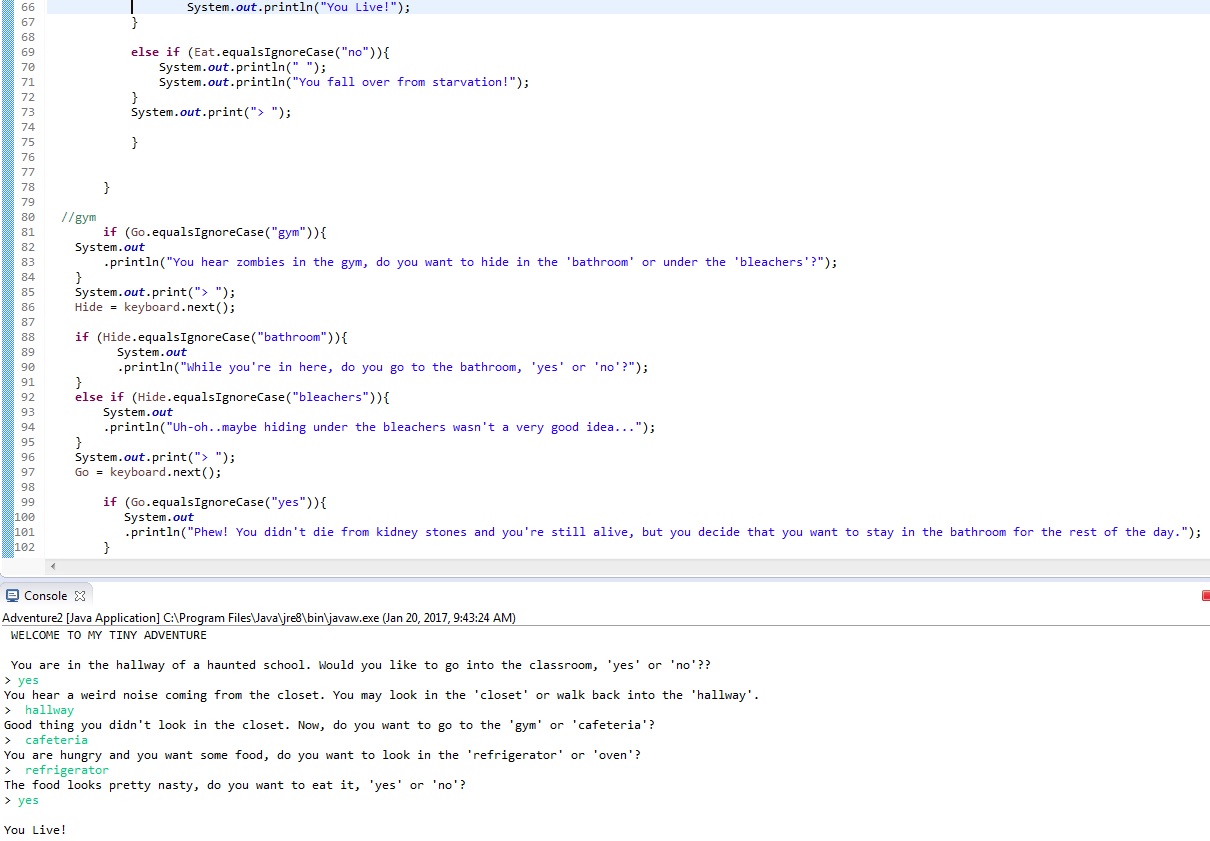 66 System.out.println("You Live!");
67 }
68
69 else if (Eat.equalsIgnoreCase("no")){
70 System.out.println(" ");
71 System.out.println("You fall over from starvation!");
72 }
73 System.out.print("> ");
74
75 }
76
77
78 }
79
80 //gym
81 if (Go.equalsIgnoreCase("gym")){
82 System.out
83 .println("You hear zombies in the gym, do you want to hide in the 'bathroom' or under the 'bleachers'?");
84 }
85 System.out.print("> ");
86 Hide = keyboard.next();
87
88 if (Hide.equalsIgnoreCase("bathroom")){
89 System.out
90 .println("While you're in here, do you go to the bathroom, 'yes' or 'no'?");
91 }
92 else if (Hide.equalsIgnoreCase("bleachers")){
93 System.out
94 .println("Uh-oh..maybe hiding under the bleachers wasn't a very good idea...");
95 }
96 System.out.print("> ");
97 Go = keyboard.next();
98
99 if (Go.equalsIgnoreCase("yes")){
100 System.out
101 .println("Phew! You didn't die from kidney stones and you're still alive, but you decide that you want to stay in the bathroom for the rest of the day.");
102 }
Console
Adventure2 [Java Application] C:\Program Files\Java\jre8\bin\javaw.exe (Jan 20, 2017, 9:43:24 AM)
WELCOME TO MY TINY ADVENTURE
You are in the hallway of a haunted school. Would you like to go into the classroom, 'yes' or 'no'??
> yes
You hear a weird noise coming from the closet. You may look in the 'closet' or walk back into the 'hallway'.
> hallway
Good thing you didn't look in the closet. Now, do you want to go to the 'gym' or 'cafeteria'?
> cafeteria
You are hungry and you want some food, do you want to look in the 'refrigerator' or 'oven'?
> refrigerator
The food looks pretty nasty, do you want to eat it, 'yes' or 'no'?
> yes
You Live!